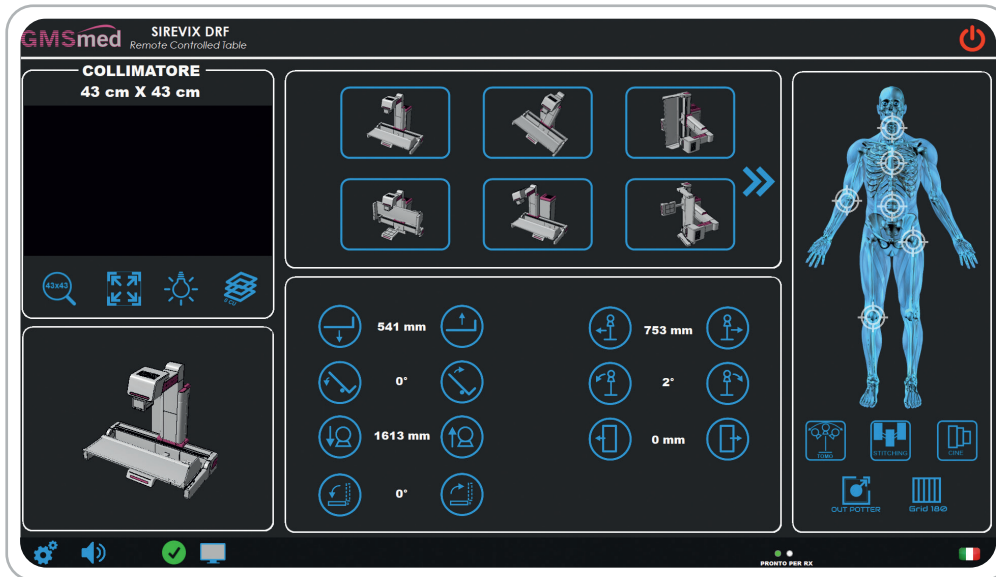 GMSmed
SIREVIX DRF
Remote Controlled Table
COLLIMATORE
43 cm X 43 cm
43x43
541 mm
0°
1613 mm
0°
753 mm
2°
0 mm
TOMO
STITCHING
CINE
OUT POTTER
Grid 180
PRONTO PER RX